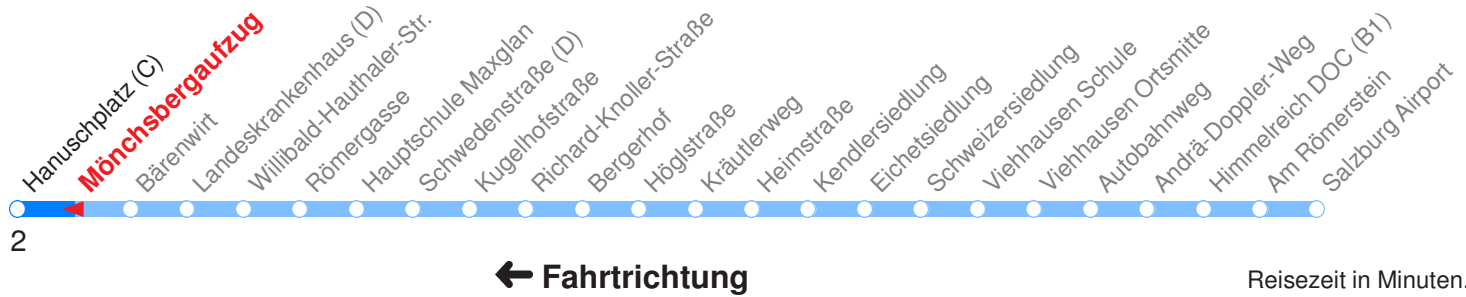 Hanuschplatz (C)
Mönchsbergaufzug
Bärenwirt
Landeskrankenhaus (D)
Willibald-Hauthaler-Str.
Römergasse
Hauptschule Maxglan
Schwedenstraße (D)
Kugelhofstraße
Richard-Knoller-Straße
Bergerhof
Höglstraße
Kräutlerweg
Heimstraße
Kendlersiedlung
Eichetsiedlung
Schweizersiedlung
Viehhausen Schule
Viehhausen Ortsmitte
Autobahnweg
Andrä-Doppler-Weg
Himmelreich DOC (B1)
Am Römerstein
Salzburg Airport
2
Fahrtrichtung
Reisezeit in Minuten.